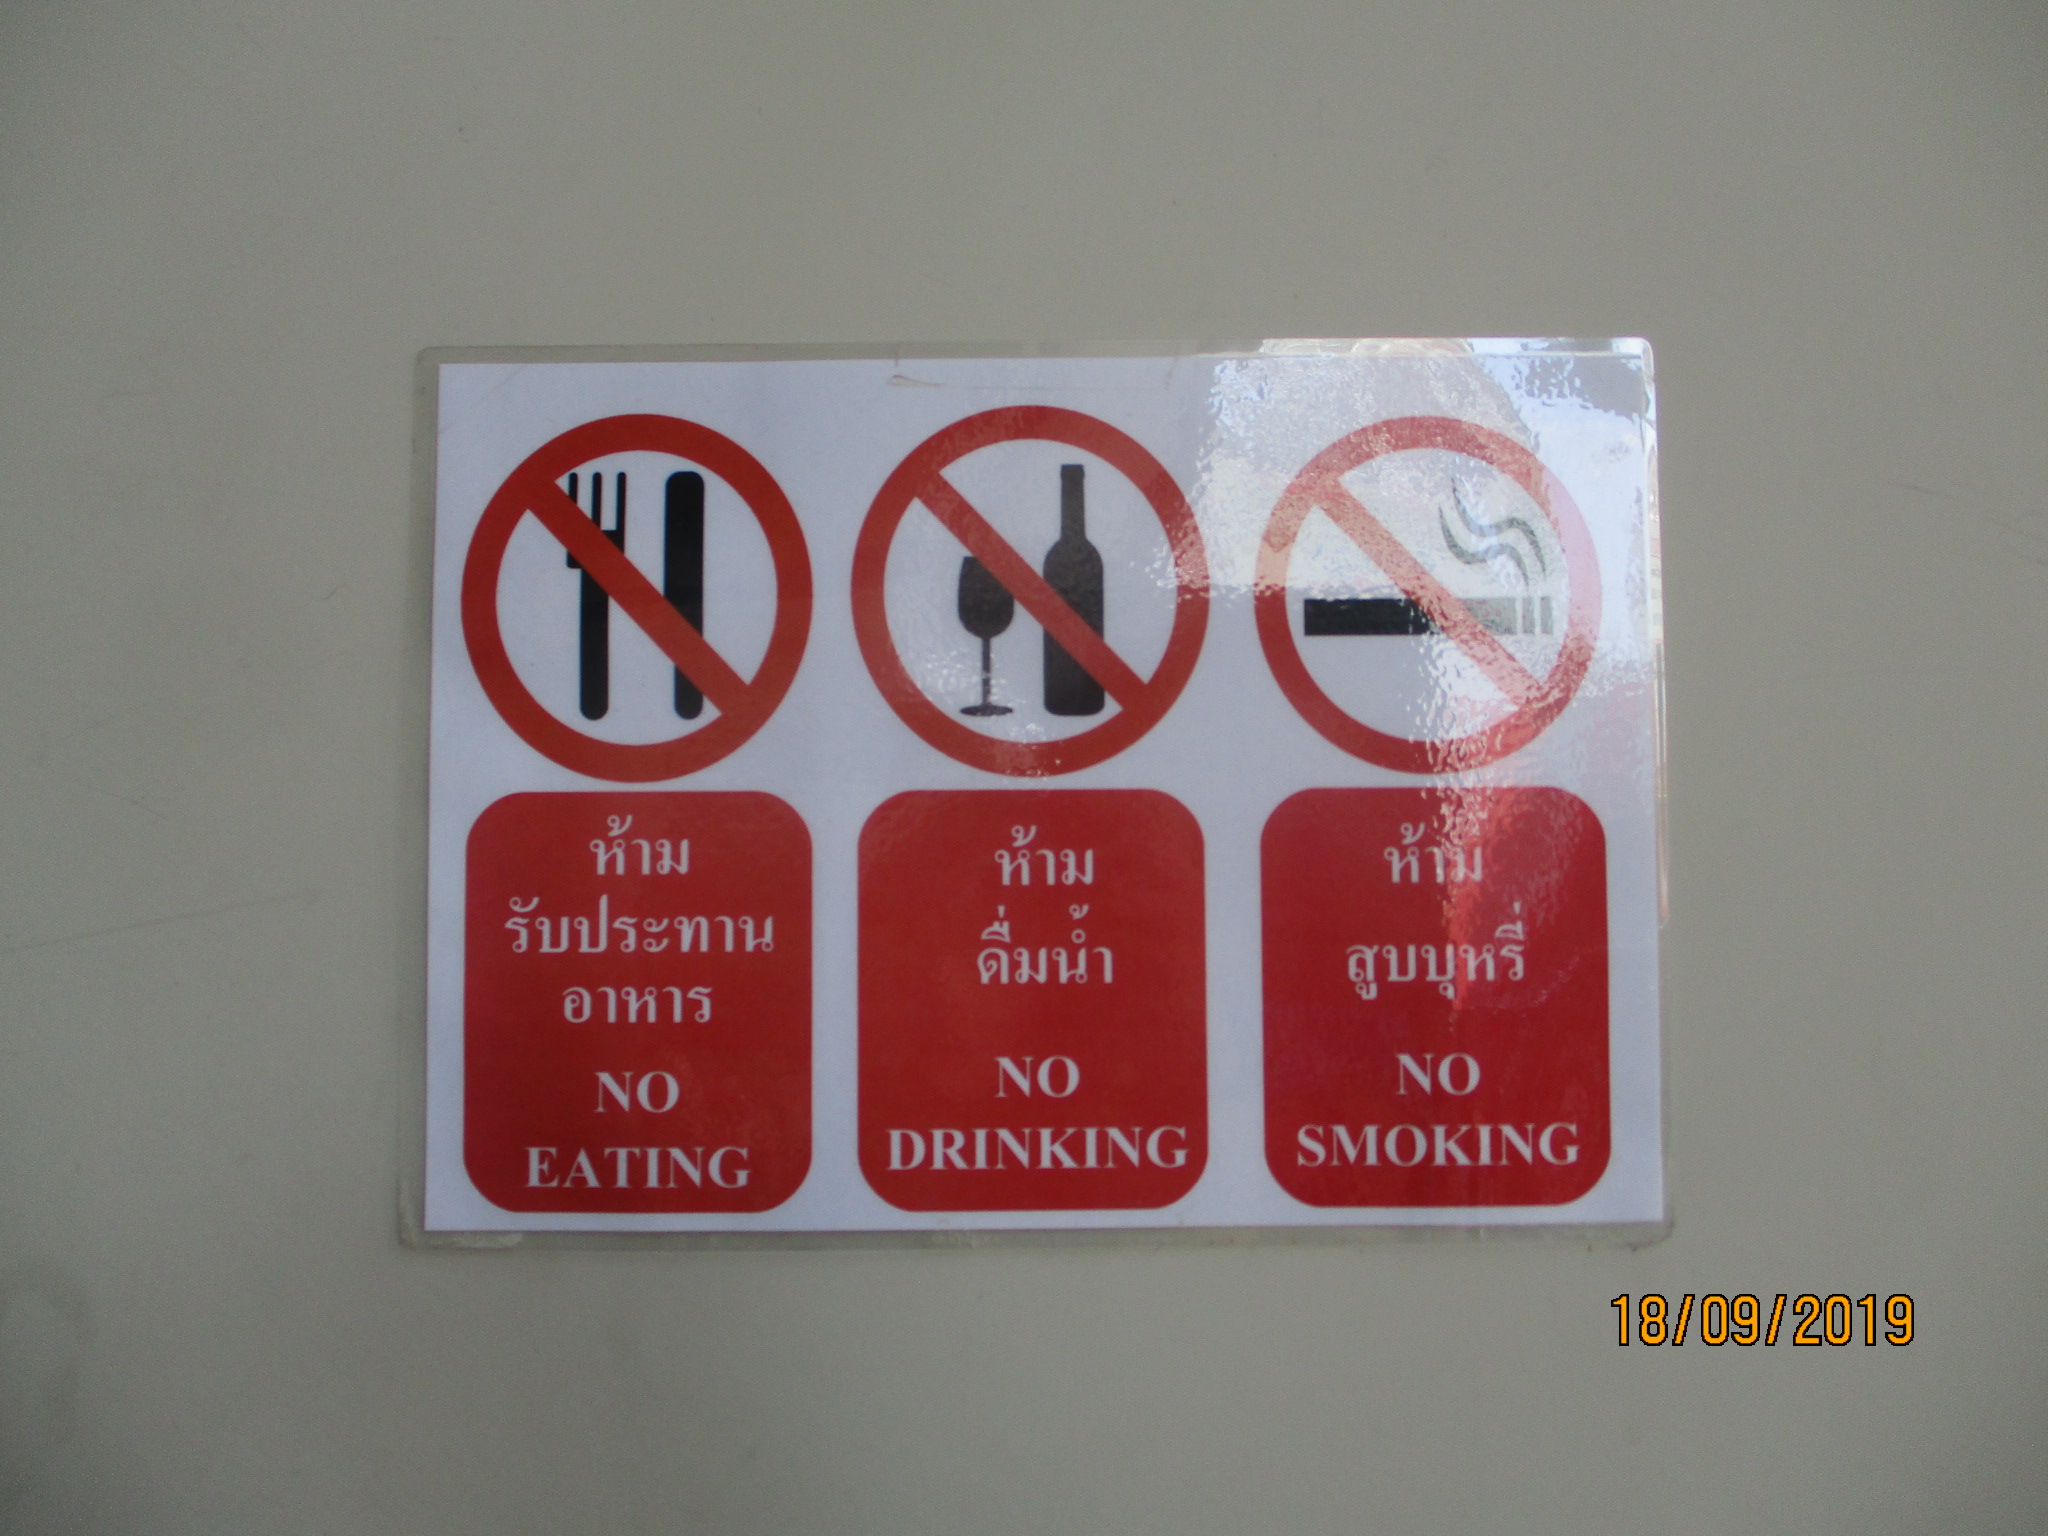 ห้าม
รับประทาน
อาหาร
NO
EATING
ห้าม
ดื่มน้ำ
NO
DRINKING
ห้าม
สูบบุหรี่
NO
SMOKING
18/09/2019